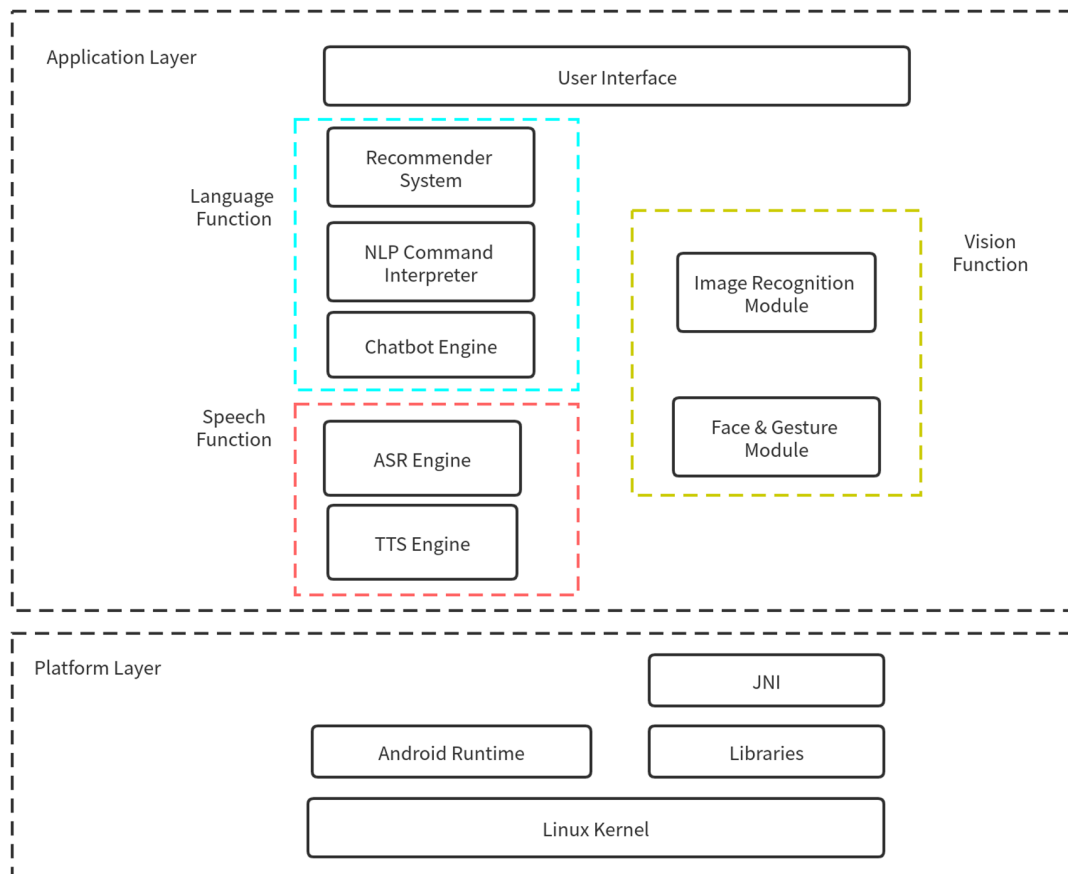 Application Layer
User Interface
Language
Function
Recommender
System
NLP Command
Interpreter
Chatbot Engine
Vision
Function
Image Recognition
Module
Face & Gesture
Module
Speech
Function
ASR Engine
TTS Engine
Platform Layer
JNI
Android Runtime
Libraries
Linux Kernel